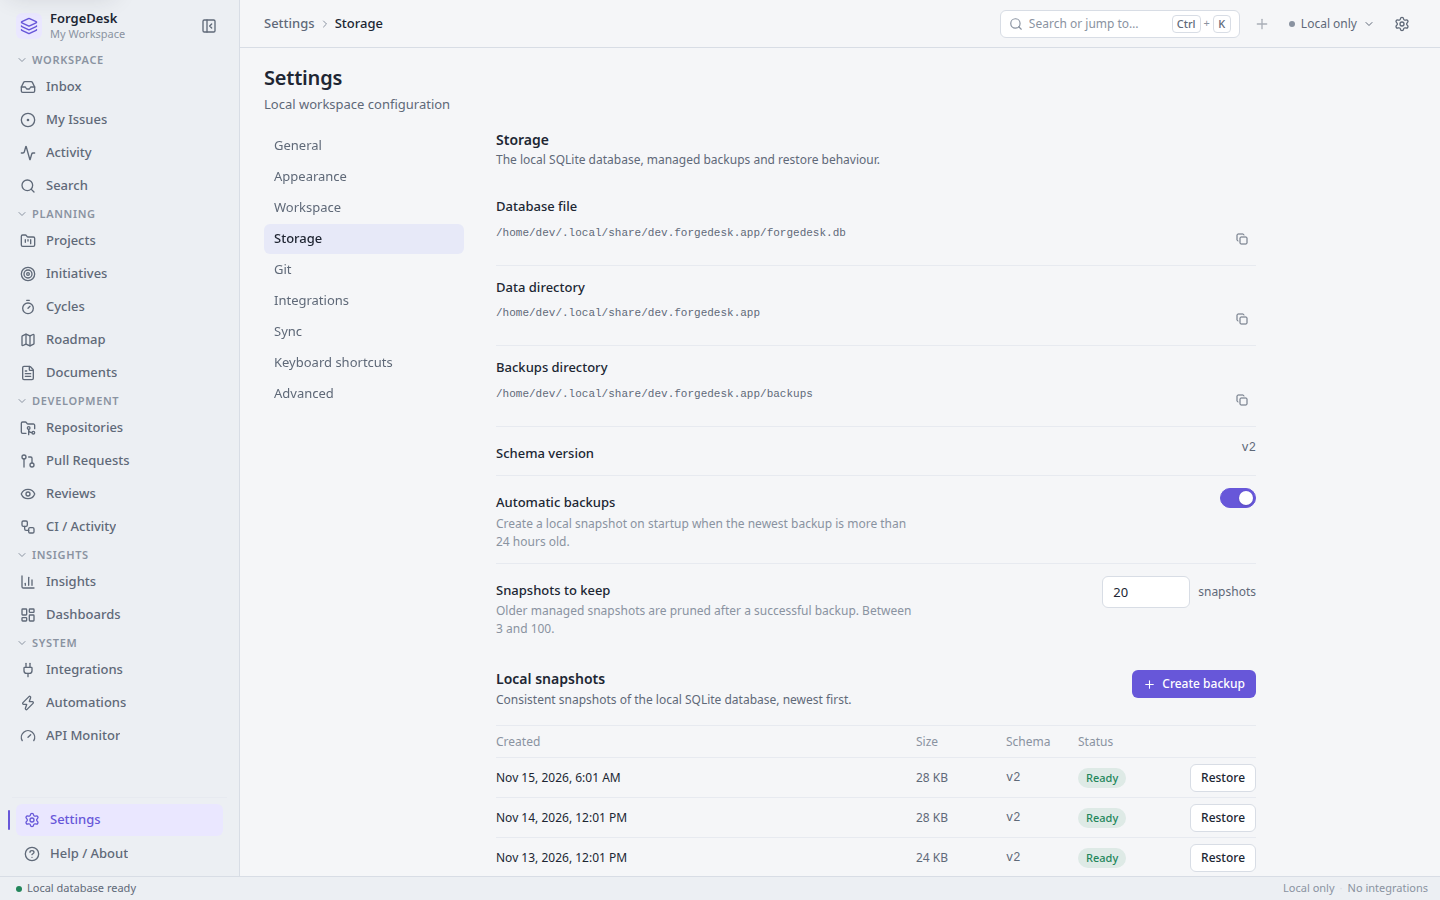 ForgeDesk
My Workspace
WORKSPACE
Inbox
My Issues
Activity
Search
PLANNING
Projects
Initiatives
Cycles
Roadmap
Documents
DEVELOPMENT
Repositories
Pull Requests
Reviews
CI / Activity
INSIGHTS
Insights
Dashboards
SYSTEM
Integrations
Automations
API Monitor
Settings
Help / About
Settings › Storage
Search or jump to... Ctrl + K
Local only
Settings
Local workspace configuration
General
Appearance
Workspace
Storage
Git
Integrations
Sync
Keyboard shortcuts
Advanced
Storage
The local SQLite database, managed backups and restore behaviour.
Database file
/home/dev/.local/share/dev.forgedesk.app/forgedesk.db
Data directory
/home/dev/.local/share/dev.forgedesk.app
Backups directory
/home/dev/.local/share/dev.forgedesk.app/backups
Schema version v2
Automatic backups
Create a local snapshot on startup when the newest backup is more than
24 hours old.
Snapshots to keep 20 snapshots
Older managed snapshots are pruned after a successful backup. Between
3 and 100.
Local snapshots
Consistent snapshots of the local SQLite database, newest first.
Create backup
Created Size Schema Status
Nov 15, 2026, 6:01 AM 28 KB v2 Ready Restore
Nov 14, 2026, 12:01 PM 28 KB v2 Ready Restore
Nov 13, 2026, 12:01 PM 24 KB v2 Ready Restore
Local database ready
Local only · No integrations